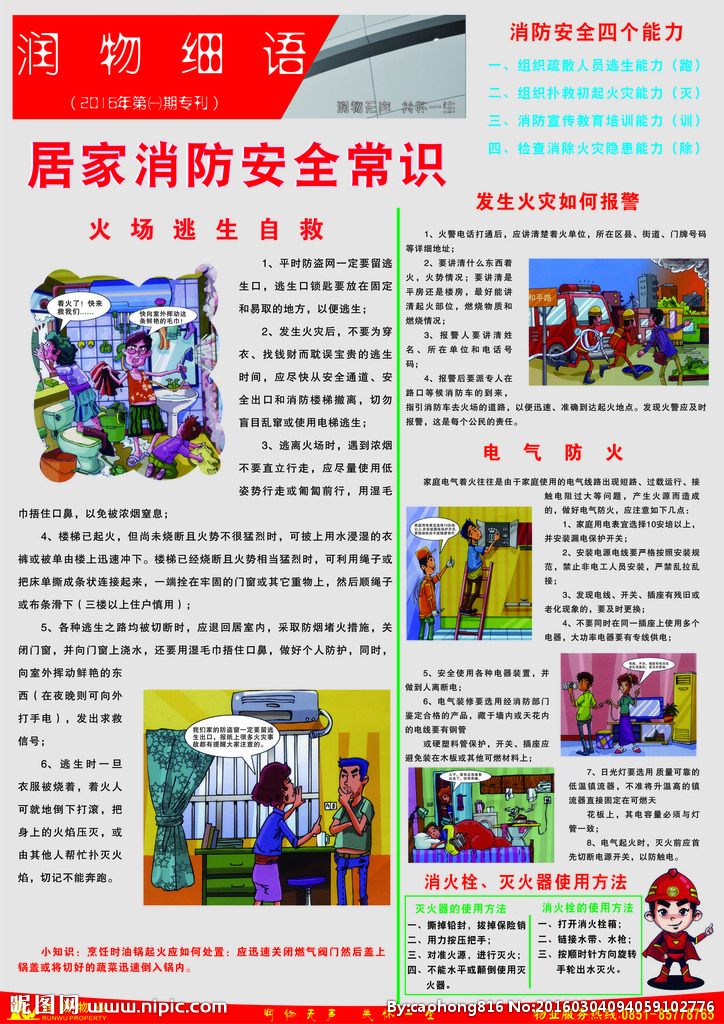 润物细语
（2016年第㈠期专刊）
润物无声 关怀一生
消防安全四个能力
一、组织疏散人员逃生能力（跑）
二、组织扑救初起火灾能力（灭）
三、消防宣传教育培训能力（训）
四、检查消除火灾隐患能力（除）
居家消防安全常识
火场逃生自救
着火了！快来
救我们……
快向室外挥动这
条鲜艳的毛巾！
1、平时防盗网一定要留逃
生口，逃生口锁匙要放在固定
和易取的地方，以便逃生；
2、发生火灾后，不要为穿
衣、找钱财而耽误宝贵的逃生
时间，应尽快从安全通道、安
全出口和消防楼梯撤离，切勿
盲目乱窜或使用电梯逃生；
3、逃离火场时，遇到浓烟
不要直立行走，应尽量使用低
姿势行走或匍匐前行，用湿毛
巾捂住口鼻，以免被浓烟窒息；
4、楼梯已起火，但尚未烧断且火势不很猛烈时，可披上用水浸湿的衣
裤或被单由楼上迅速冲下。楼梯已经烧断且火势相当猛烈时，可利用绳子或
把床单撕成条状连接起来，一端拴在牢固的门窗或其它重物上，然后顺绳子
或布条滑下（三楼以上住户慎用）；
5、各种逃生之路均被切断时，应退回居室内，采取防烟堵火措施，关
闭门窗，并向门窗上浇水，还要用湿毛巾捂住口鼻，做好个人防护，同时，
向室外挥动鲜艳的东
西（在夜晚则可向外
打手电），发出求救
信号；
6、逃生时一旦
衣服被烧着，着火人
可就地倒下打滚，把
身上的火焰压灭，或
由其他人帮忙扑灭火
焰，切记不能奔跑。
我们家的防盗窗一定要留逃
生出口，报纸上很多火灾事
故都有提醒大家注意的。
小知识：烹饪时油锅起火应如何处置：应迅速关闭燃气阀门然后盖上
锅盖或将切好的蔬菜迅速倒入锅内。
发生火灾如何报警
1、火警电话打通后，应讲清楚着火单位，所在区县、街道、门牌号码
等详细地址；
2、要讲清什么东西着
火，火势情况；要讲清是
平房还是楼房，最好能讲
清起火部位，燃烧物质和
燃烧情况；
3、报警人要讲清姓
名、所在单位和电话号
码；
4、报警后要派专人在
路口等候消防车的到来，
指引消防车去火场的道路，以便迅速、准确到达起火地点。发现火警应及时
报警，这是每个公民的责任。
和平路
电气防火
家庭电气着火往往是由于家庭使用的电气线路出现短路、过载运行、接
触电阻过大等问题，产生火源而造成
的，做好电气防火，应注意如下几点：
1、家庭用电表宜选择10安培以上，
并安装漏电保护开关；
2、安装电源电线要严格按照安装规
范，禁止非电工人员安装，严禁乱拉乱
接；
3、发现电线、开关、插座有残旧或
老化现象的，要及时更换；
4、不要同时在同一插座上使用多个
电器，大功率电器要有专线供电；
5、安全使用各种电器装置，并
做到人离断电；
6、电气装修要选用经消防部门
鉴定合格的产品，藏于墙内或天花内
的电线要有钢管
或硬塑料管保护，开关、插座应
避免装在木板或其他可燃材料上；
7、日光灯要选用 质量可靠的
低温镇流器，不准将升温高的镇
流器直接固定在可燃天
花板上，其电容量必须与灯
管一致；
8、电气起火时，灭火前应首
先切断电源开关，以防触电。
消火栓、灭火器使用方法
灭火器的使用方法
一、撕掉铅封，拔掉保险销
二、用力按压把手；
三、对准火源，进行灭火；
四、不能水平或颠倒使用灭
火器。
消火栓的使用方法
一、打开消火栓箱；
二、链接水带、水枪；
三、按顺时针方向旋转
手轮出水灭火。
昵图网 www.nipic.com
RUNWU PROPERTY
润物无声 关怀一生
By:caohong816 No:20160304094059102776
物业服务热线:0851-85778765